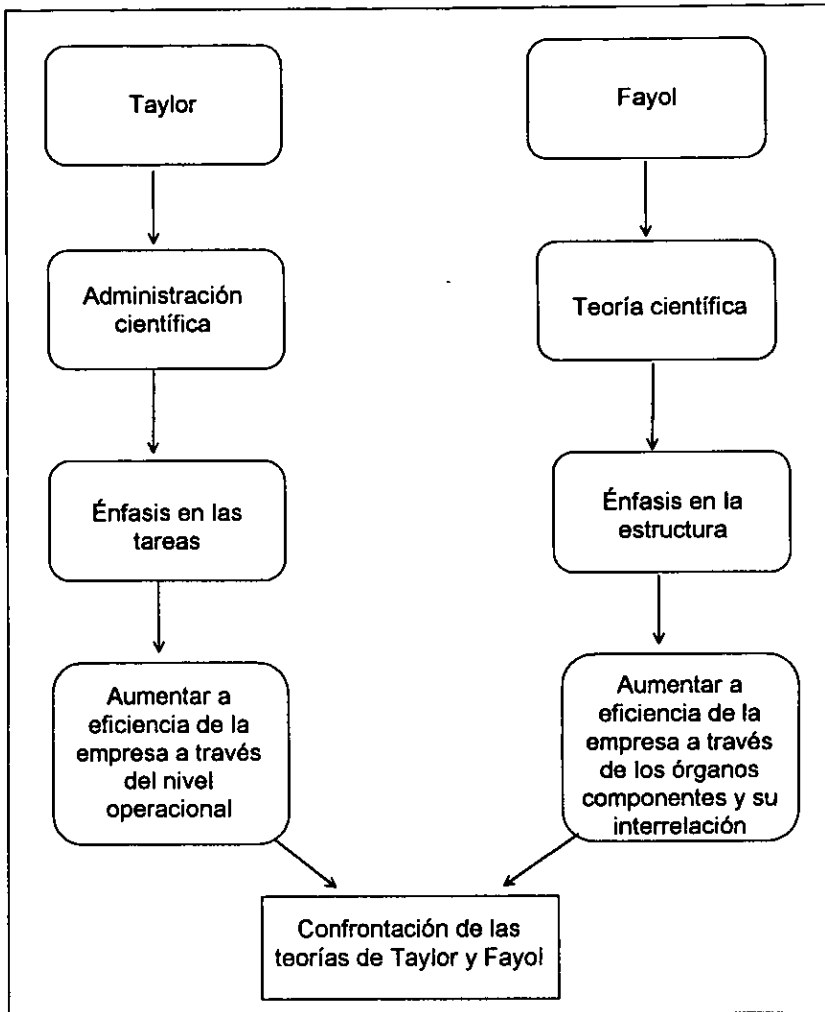 Taylor
Administración
científica
Énfasis en las
tareas
Aumentar a
eficiencia de la
empresa a través
del nivel
operacional
Fayol
Teoría científica
Énfasis en la
estructura
Aumentar a
eficiencia de la
empresa a través
de los órganos
componentes y su
interrelación
Confrontación de las
teorías de Taylor y Fayol